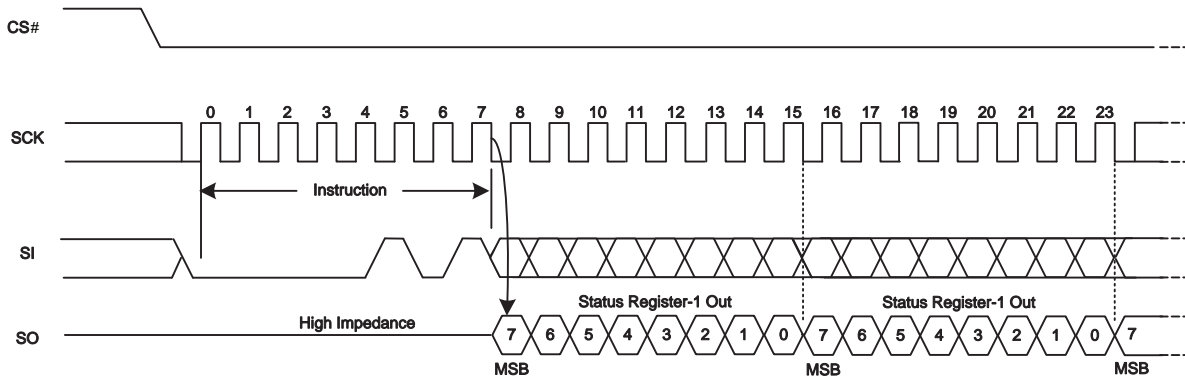 CS#
0 1 2 3 4 5 6 7 8 9 10 11 12 13 14 15 16 17 18 19 20 21 22 23
SCK
Instruction
SI
Status Register-1 Out Status Register-1 Out
High Impedance
SO 7 6 5 4 3 2 1 0 7 6 5 4 3 2 1 0 7
MSB MSB MSB